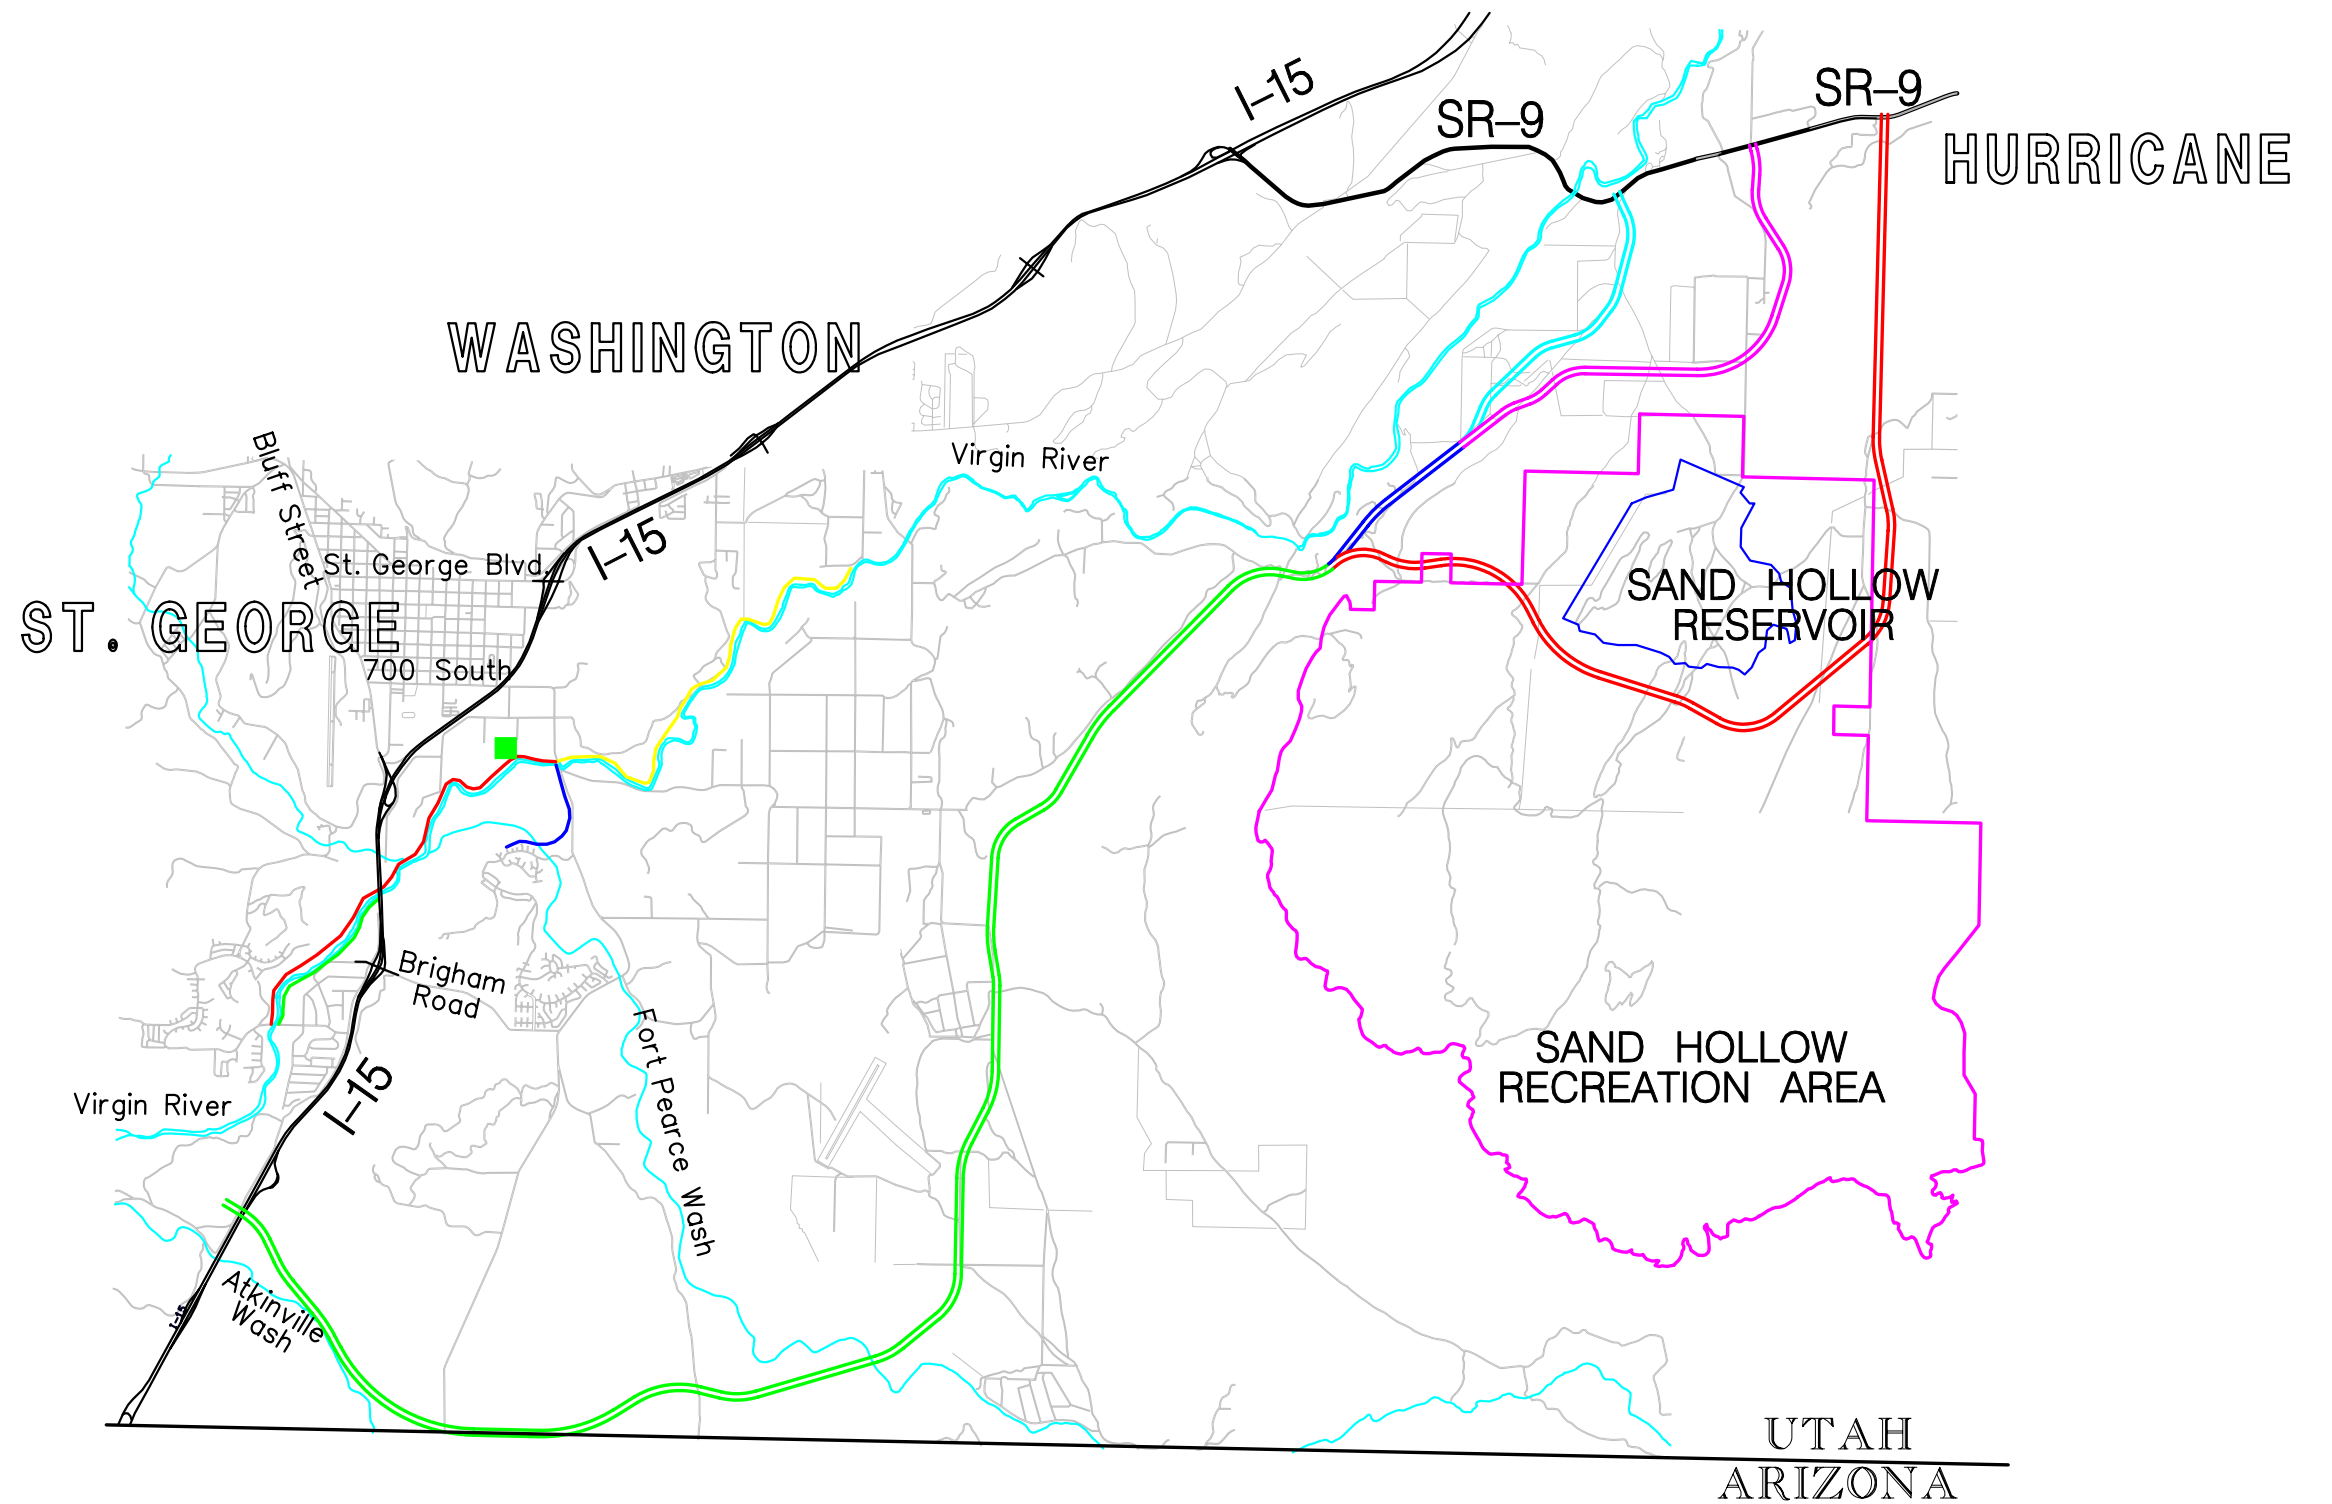 I-15
SR-9
SR-9
HURRICANE
WASHINGTON
Bluff Street
Virgin River
I-15
St. George Blvd.
ST. GEORGE
700 South
SAND HOLLOW
RESERVOIR
Brigham
Road
Fort Pearce Wash
SAND HOLLOW
RECREATION AREA
I-15
Virgin River
Atkinville
Wash
I-15
UTAH
ARIZONA